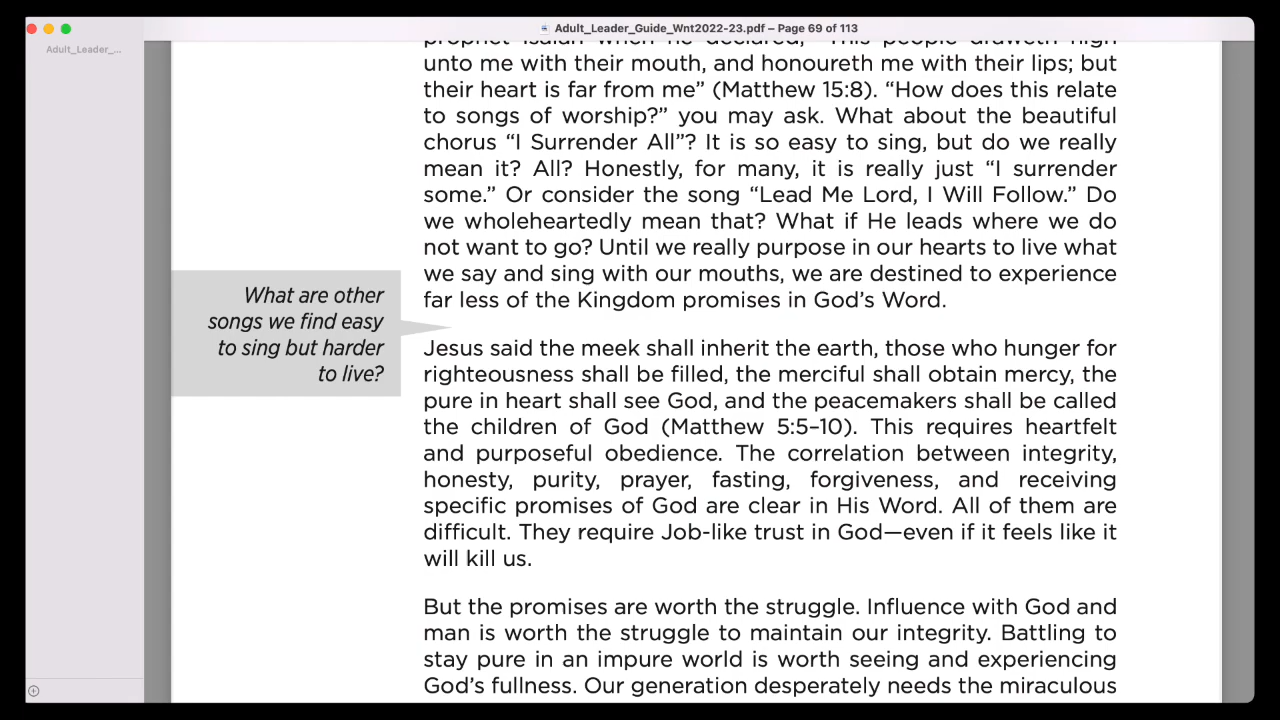 Adult_Leader_Guide_Wnt2022-23.pdf – Page 69 of 113
Adult_Leader_...
prophet Isaiah when he declared, “This people draweth nigh
unto me with their mouth, and honoureth me with their lips; but
their heart is far from me” (Matthew 15:8). “How does this relate
to songs of worship?” you may ask. What about the beautiful
chorus “I Surrender All”? It is so easy to sing, but do we really
mean it? All? Honestly, for many, it is really just “I surrender
some.” Or consider the song “Lead Me Lord, I Will Follow.” Do
we wholeheartedly mean that? What if He leads where we do
not want to go? Until we really purpose in our hearts to live what
we say and sing with our mouths, we are destined to experience
far less of the Kingdom promises in God’s Word.
What are other
songs we find easy
to sing but harder
to live?
Jesus said the meek shall inherit the earth, those who hunger for
righteousness shall be filled, the merciful shall obtain mercy, the
pure in heart shall see God, and the peacemakers shall be called
the children of God (Matthew 5:5–10). This requires heartfelt
and purposeful obedience. The correlation between integrity,
honesty, purity, prayer, fasting, forgiveness, and receiving
specific promises of God are clear in His Word. All of them are
difficult. They require Job-like trust in God—even if it feels like it
will kill us.
But the promises are worth the struggle. Influence with God and
man is worth the struggle to maintain our integrity. Battling to
stay pure in an impure world is worth seeing and experiencing
God’s fullness. Our generation desperately needs the miraculous